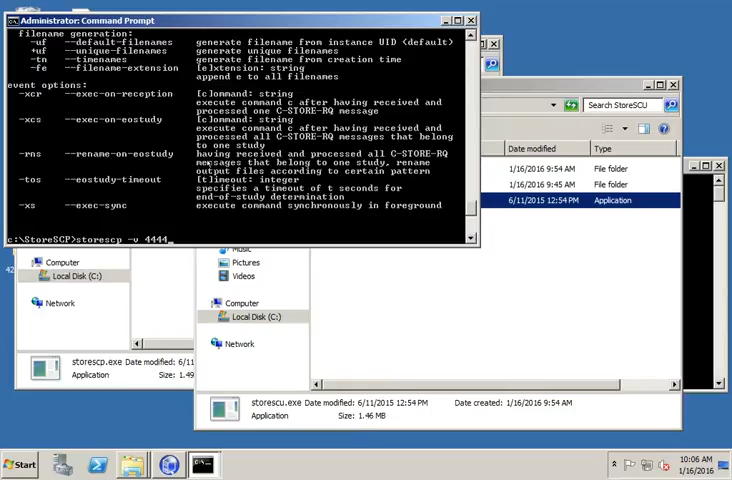 Administrator: Command Prompt
filename generation:
-uf --default-filenames generate filename from instance UID <default>
+uf --unique-filenames generate unique filenames
-tn --timenames generate filename from creation time
-fe --filename-extension [e]xtension: string
append e to all filenames
event options:
-xcr --exec-on-reception [c]ommand: string
execute command c after having received and
processed one C-STORE-RQ message
-xcs --exec-on-eostudy [c]ommand: string
execute command c after having received and
processed all C-STORE-RQ messages that belong
to one study
-rns --rename-on-eostudy having received and processed all C-STORE-RQ
messages that belong to one study, rename
output files according to certain pattern
-tos --eostudy-timeout [t]imeout: integer
specifies a timeout of t seconds for
end-of-study determination
-xs --exec-sync execute command synchronously in foreground
c:\StoreSCP>storescp -v 4444
Search StoreSCU
Date modified Type
1/16/2016 9:54 AM File folder
1/16/2016 9:45 AM File folder
6/11/2015 12:54 PM Application
Music
Pictures
Videos
Computer
Local Disk (C:)
Network
Computer
Local Disk (C:)
Network
42
storescp.exe Date modified: 6/11
Application Size: 1.49
storescu.exe Date modified: 6/11/2015 12:54 PM Date created: 1/16/2016 9:54 AM
Application Size: 1.46 MB
Start
10:06 AM
1/16/2016